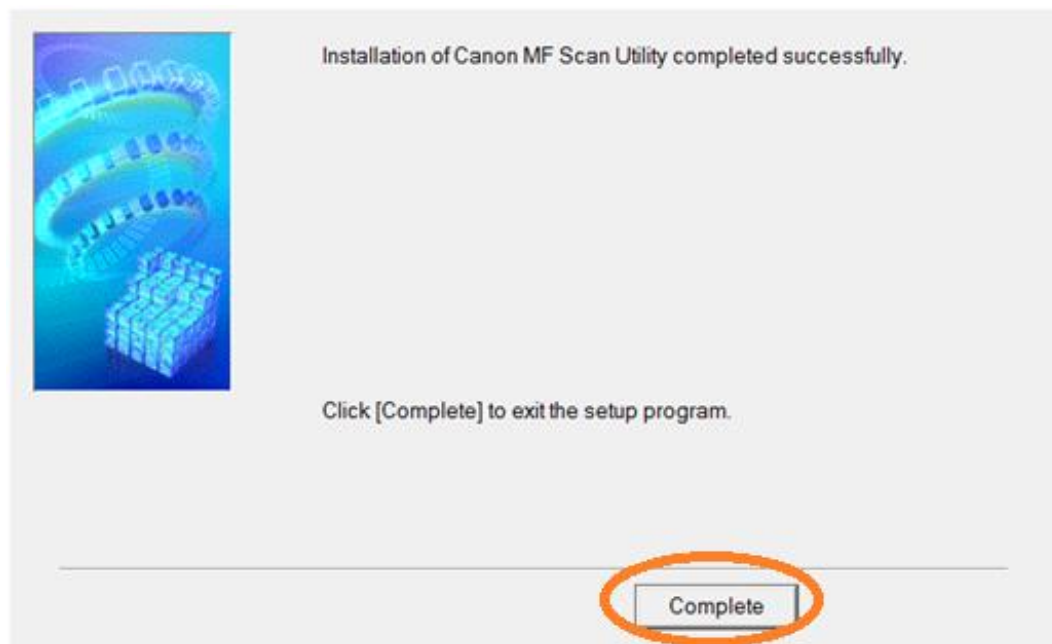 Installation of Canon MF Scan Utility completed successfully.
Click [Complete] to exit the setup program.
Complete